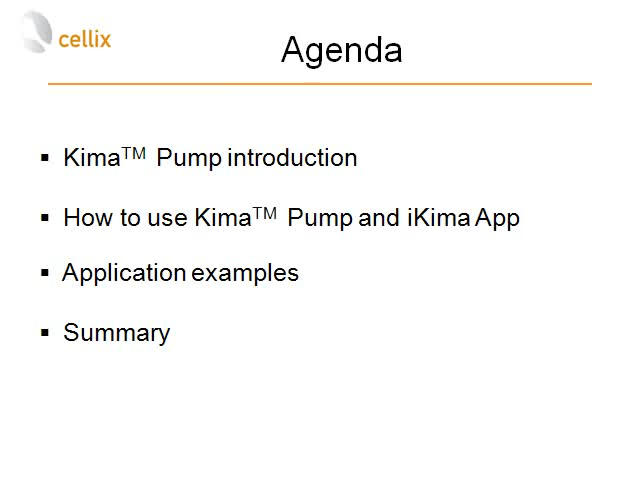 cellix
Agenda
▪ Kima™ Pump introduction
▪ How to use Kima™ Pump and iKima App
▪ Application examples
▪ Summary